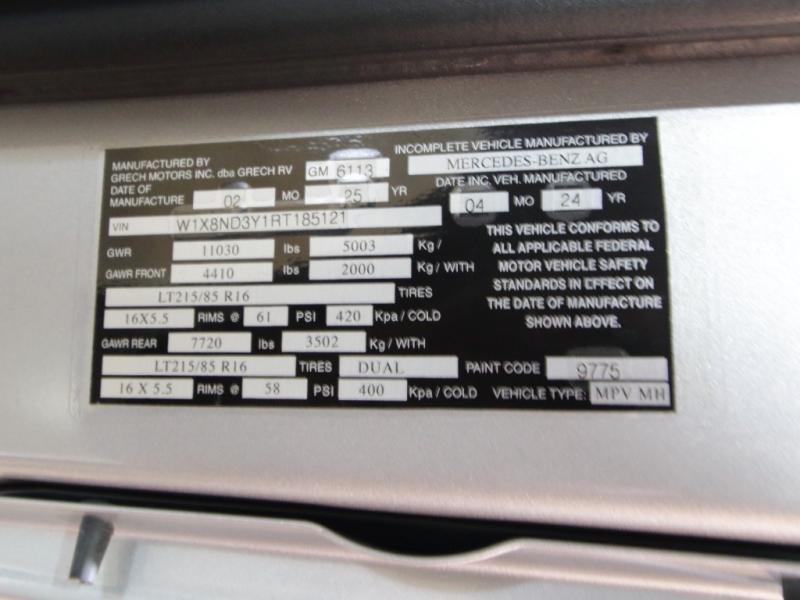 MANUFACTURED BY
GRECH MOTORS INC. dba GRECH RV GM 6113
DATE OF
MANUFACTURE 02 MO 25 YR
INCOMPLETE VEHICLE MANUFACTURED BY
MERCEDES-BENZ AG
DATE INC. VEH. MANUFACTURED
04 MO 24 YR
VIN W1X8ND3Y1RT185121
GWR 11030 lbs 5003 Kg/
GAWR FRONT 4410 lbs 2000 Kg/WITH
LT215/85 R16 TIRES
16X5.5 RIMS @ 61 PSI 420 Kpa/COLD
GAWR REAR 7720 lbs 3502 Kg/WITH
LT215/85 R16 TIRES DUAL
16 X 5.5 RIMS @ 58 PSI 400 Kpa/COLD
THIS VEHICLE CONFORMS TO
ALL APPLICABLE FEDERAL
MOTOR VEHICLE SAFETY
STANDARDS IN EFFECT ON
THE DATE OF MANUFACTURE
SHOWN ABOVE.
PAINT CODE 9775
VEHICLE TYPE: MPV MH